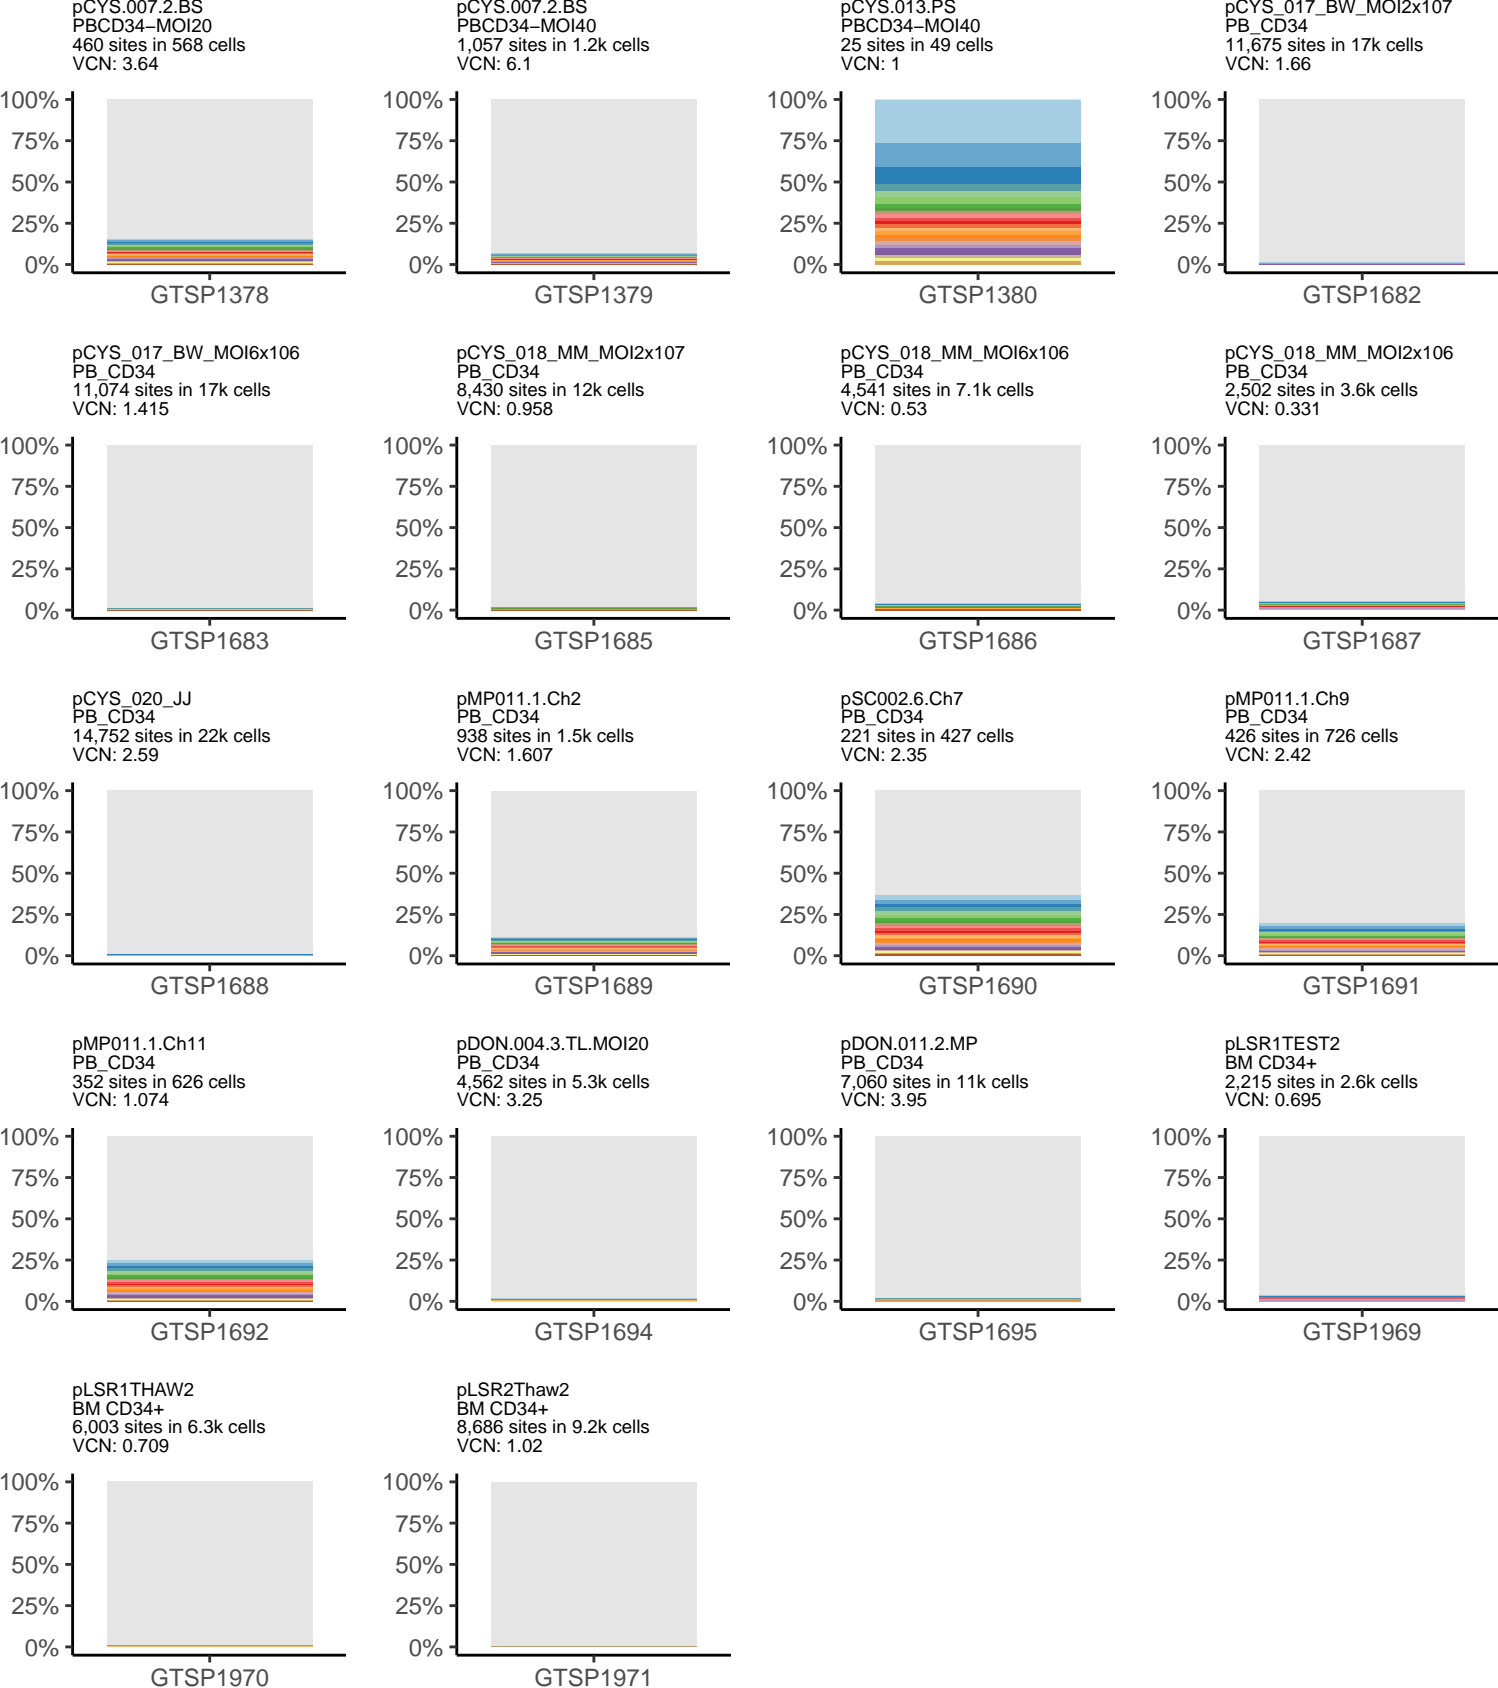 pCYS.007.2.BS
PBCD34−MOI20
460 sites in 568 cells
VCN: 3.64
100%
75%
50%
25%
0%
GTSP1378
pCYS.007.2.BS
PBCD34−MOI40
1,057 sites in 1.2k cells
VCN: 6.1
100%
75%
50%
25%
0%
GTSP1379
pCYS.013.PS
PBCD34−MOI40
25 sites in 49 cells
VCN: 1
100%
75%
50%
25%
0%
GTSP1380
pCYS_017_BW_MOI2x107
PB_CD34
11,675 sites in 17k cells
VCN: 1.66
100%
75%
50%
25%
0%
GTSP1682
pCYS_017_BW_MOI6x106
PB_CD34
11,074 sites in 17k cells
VCN: 1.415
100%
75%
50%
25%
0%
GTSP1683
pCYS_018_MM_MOI2x107
PB_CD34
8,430 sites in 12k cells
VCN: 0.958
100%
75%
50%
25%
0%
GTSP1685
pCYS_018_MM_MOI6x106
PB_CD34
4,541 sites in 7.1k cells
VCN: 0.53
100%
75%
50%
25%
0%
GTSP1686
pCYS_018_MM_MOI2x106
PB_CD34
2,502 sites in 3.6k cells
VCN: 0.331
100%
75%
50%
25%
0%
GTSP1687
pCYS_020_JJ
PB_CD34
14,752 sites in 22k cells
VCN: 2.59
100%
75%
50%
25%
0%
GTSP1688
pMP011.1.Ch2
PB_CD34
938 sites in 1.5k cells
VCN: 1.607
100%
75%
50%
25%
0%
GTSP1689
pSC002.6.Ch7
PB_CD34
221 sites in 427 cells
VCN: 2.35
100%
75%
50%
25%
0%
GTSP1690
pMP011.1.Ch9
PB_CD34
426 sites in 726 cells
VCN: 2.42
100%
75%
50%
25%
0%
GTSP1691
pMP011.1.Ch11
PB_CD34
352 sites in 626 cells
VCN: 1.074
100%
75%
50%
25%
0%
GTSP1692
pDON.004.3.TL.MOI20
PB_CD34
4,562 sites in 5.3k cells
VCN: 3.25
100%
75%
50%
25%
0%
GTSP1694
pDON.011.2.MP
PB_CD34
7,060 sites in 11k cells
VCN: 3.95
100%
75%
50%
25%
0%
GTSP1695
pLSR1TEST2
BM CD34+
2,215 sites in 2.6k cells
VCN: 0.695
100%
75%
50%
25%
0%
GTSP1969
pLSR1THAW2
BM CD34+
6,003 sites in 6.3k cells
VCN: 0.709
100%
75%
50%
25%
0%
GTSP1970
pLSR2Thaw2
BM CD34+
8,686 sites in 9.2k cells
VCN: 1.02
100%
75%
50%
25%
0%
GTSP1971